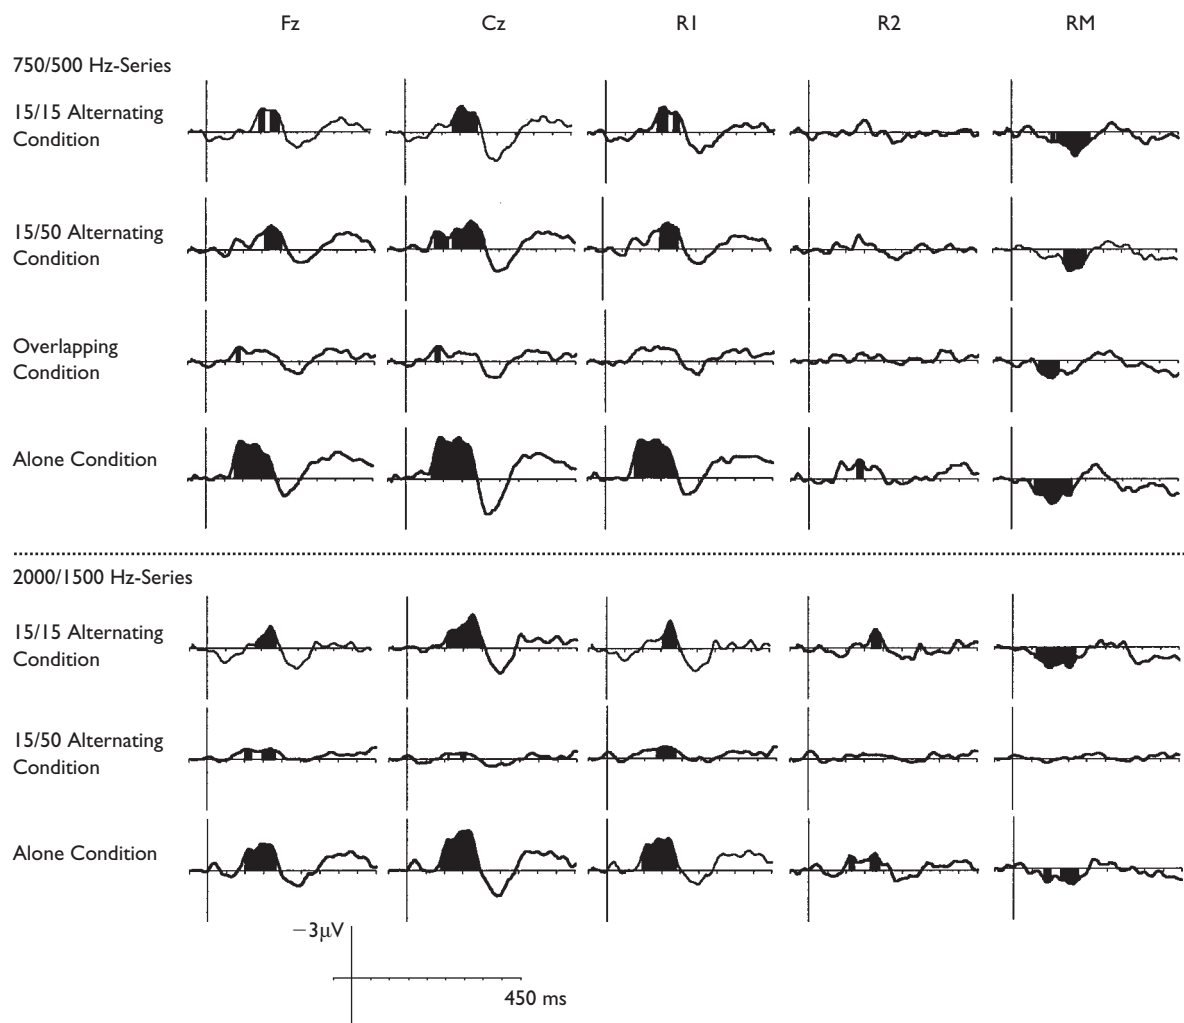 Fz Cz R1 R2 RM
750/500 Hz-Series
15/15 Alternating
Condition
15/50 Alternating
Condition
Overlapping
Condition
Alone Condition
2000/1500 Hz-Series
15/15 Alternating
Condition
15/50 Alternating
Condition
Alone Condition
−3μV
450 ms